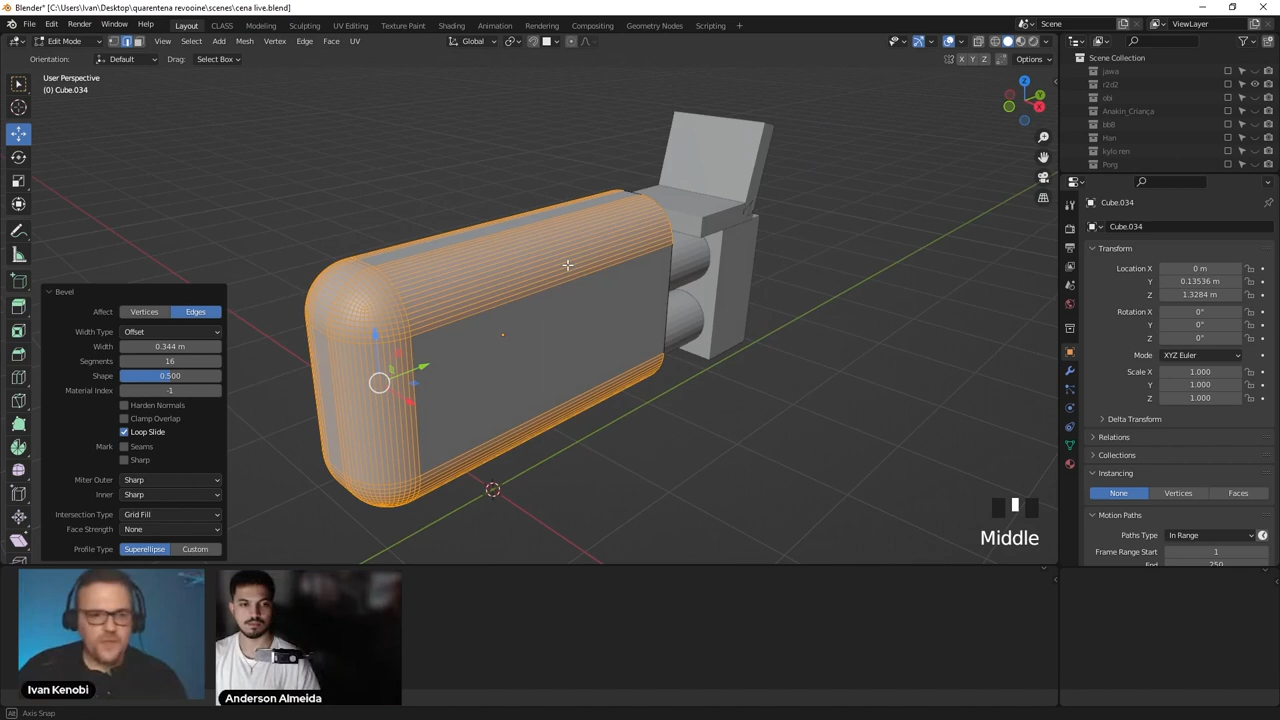 Blender* [C:\Users\Ivan\Desktop\quarentena revooine\scenes\cena live.blend]
File Edit Render Window Help
Layout CLASS Modeling Sculpting UV Editing Texture Paint Shading Animation Rendering Compositing Geometry Nodes Scripting +
Scene ViewLayer
Edit Mode View Select Add Mesh Vertex Edge Face UV Global
Orientation: Default Drag: Select Box X Y Z Options
User Perspective
(0) Cube.034
Z
Y
X
Scene Collection
jawa
r2d2
obi
Anakin_Criança
bb8
Han
kylo ren
Porg
Cube.034
Cube.034
Transform
Location X 0 m
Y 0.13536 m
Z 1.3284 m
Rotation X 0°
Y 0°
Z 0°
Mode XYZ Euler
Scale X 1.000
Y 1.000
Z 1.000
Delta Transform
Relations
Collections
Instancing
None Vertices Faces
Motion Paths
Paths Type In Range
Frame Range Start 1
End 250
Bevel
Affect Vertices Edges
Width Type Offset
Width 0.344 m
Segments 16
Shape 0.500
Material Index -1
Harden Normals
Clamp Overlap
Loop Slide
Mark Seams
Sharp
Miter Outer Sharp
Inner Sharp
Intersection Type Grid Fill
Face Strength None
Profile Type Superellipse Custom
Middle
Ivan Kenobi
Anderson Almeida
Axis Snap